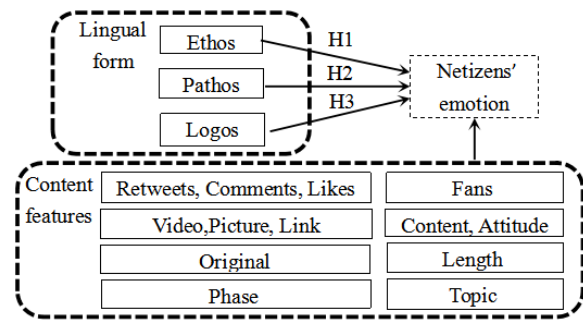 Lingual
form
Ethos
Pathos
Logos
H1
H2
H3
Netizens'
emotion
Content
features
Retweets, Comments, Likes
Fans
Video,Picture, Link
Content, Attitude
Original
Length
Phase
Topic